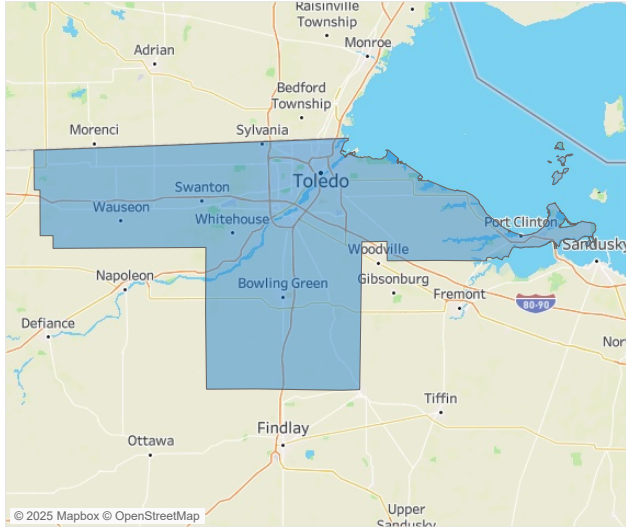 Raisinville
Township
Adrian
Monroe
Bedford
Township
Morenci
Sylvania
Toledo
Swanton
Wauseon
Whitehouse
Port Clinton
Sandusky
Woodville
Napoleon
Gibsonburg
Bowling Green
Fremont
80-90
Defiance
Nor
Tiffin
Findlay
Ottawa
Upper
Sandusky
© 2025 Mapbox © OpenStreetMap